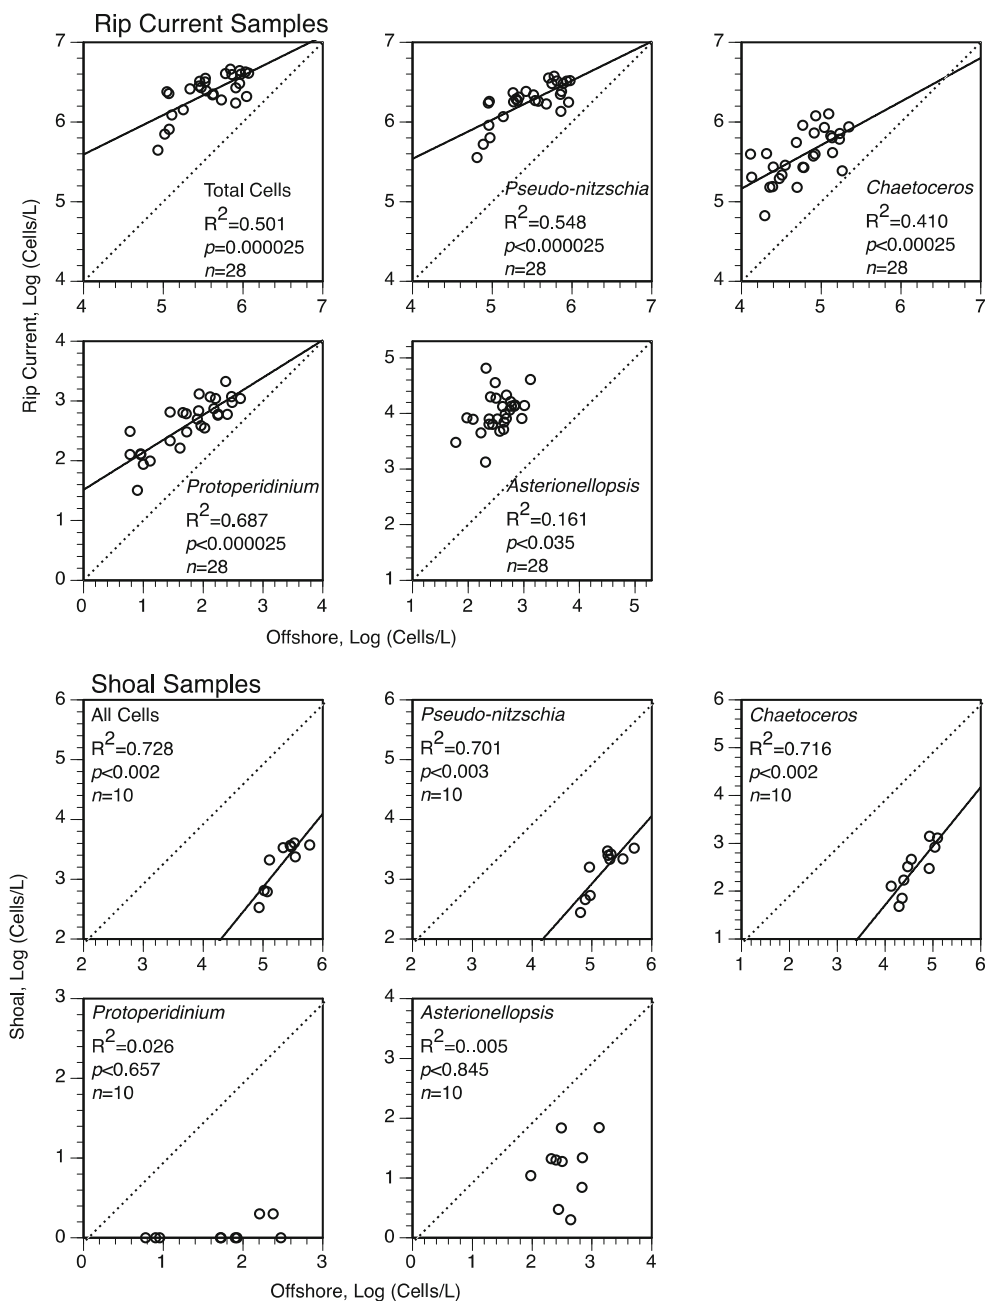 Rip Current Samples
Rip Current, Log (Cells/L)
7
6
5
4
4 5 6 7
Total Cells
R2=0.501
p=0.000025
n=28
7
6
5
4
4 5 6 7
Pseudo-nitzschia
R2=0.548
p<0.000025
n=28
7
6
5
4
4 5 6 7
Chaetoceros
R2=0.410
p<0.00025
n=28
4
3
2
1
0
0 1 2 3 4
Protoperidinium
R2=0.687
p<0.000025
n=28
5
4
3
2
1
1 2 3 4 5
Asterionellopsis
R2=0.161
p<0.035
n=28
Offshore, Log (Cells/L)
Shoal Samples
Shoal, Log (Cells/L)
6
5
4
3
2
2 3 4 5 6
All Cells
R2=0.728
p<0.002
n=10
6
5
4
3
2
2 3 4 5 6
Pseudo-nitzschia
R2=0.701
p<0.003
n=10
6
5
4
3
2
1
1 2 3 4 5 6
Chaetoceros
R2=0.716
p<0.002
n=10
3
2
1
0
0 1 2 3
Protoperidinium
R2=0.026
p<0.657
n=10
4
3
2
1
0
0 1 2 3 4
Asterionellopsis
R2=0..005
p<0.845
n=10
Offshore, Log (Cells/L)